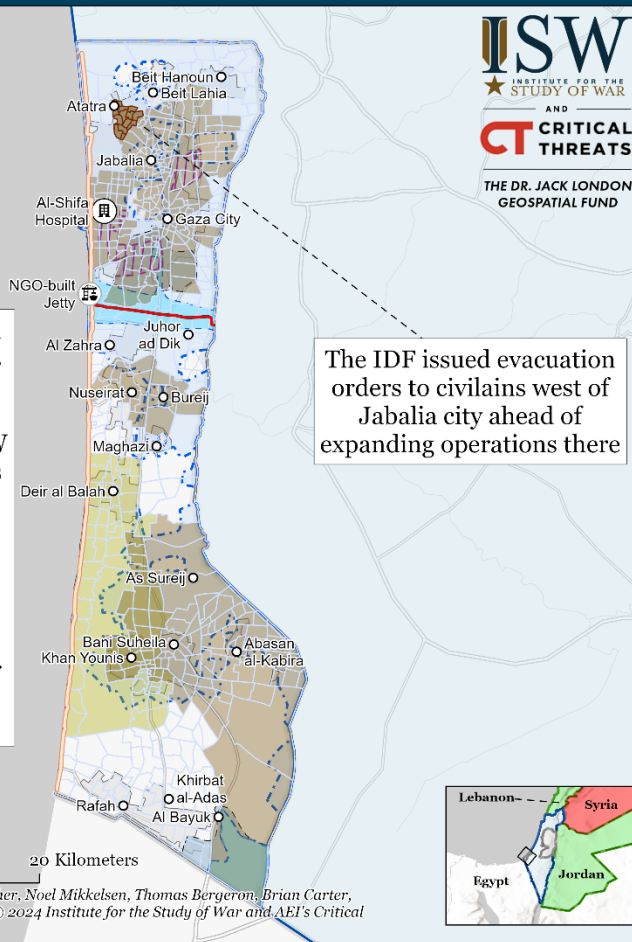 ISW
INSTITUTE FOR THE
STUDY OF WAR
AND
CT CRITICAL
THREATS
THE DR. JACK LONDON
GEOSPATIAL FUND
Beit Hanoun
Beit Lahia
Atatra
Jabalia
Al-Shifa
Hospital
Gaza City
NGO-built
Jetty
Juhor
ad Dik
Al Zahra
The IDF issued evacuation
orders to civilains west of
Jabalia city ahead of
expanding operations there
Nuseirat
Bureij
Maghazi
Deir al Balah
As Sureij
Bani Suheila
Khan Younis
Abasan
al-Kabira
Khirbat
al-Adas
Rafah
Al Bayuk
Lebanon
Syria
Egypt
Jordan
20 Kilometers
Noel Mikkelsen, Thomas Bergeron, Brian Carter,
© 2024 Institute for the Study of War and AEI's Critical